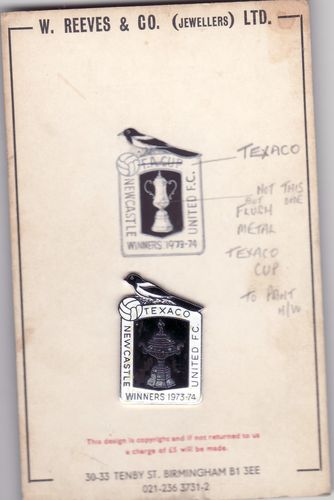 W. REEVES & CO. (JEWELLERS) LTD.
F.A. CUP
NEWCASTLE
UNITED F.C.
WINNERS 1973-74
TEXACO
NOT THIS ONE
BUT
FLUSH
METAL
TEXACO
CUP
TO PRINT
TEXACO
NEWCASTLE
UNITED F.C.
WINNERS 1973-74
This design is copyright and if not returned to us
a charge of £5 will be made.
30-33 TENBY ST. BIRMINGHAM B1 3EE
021-236 3731-2